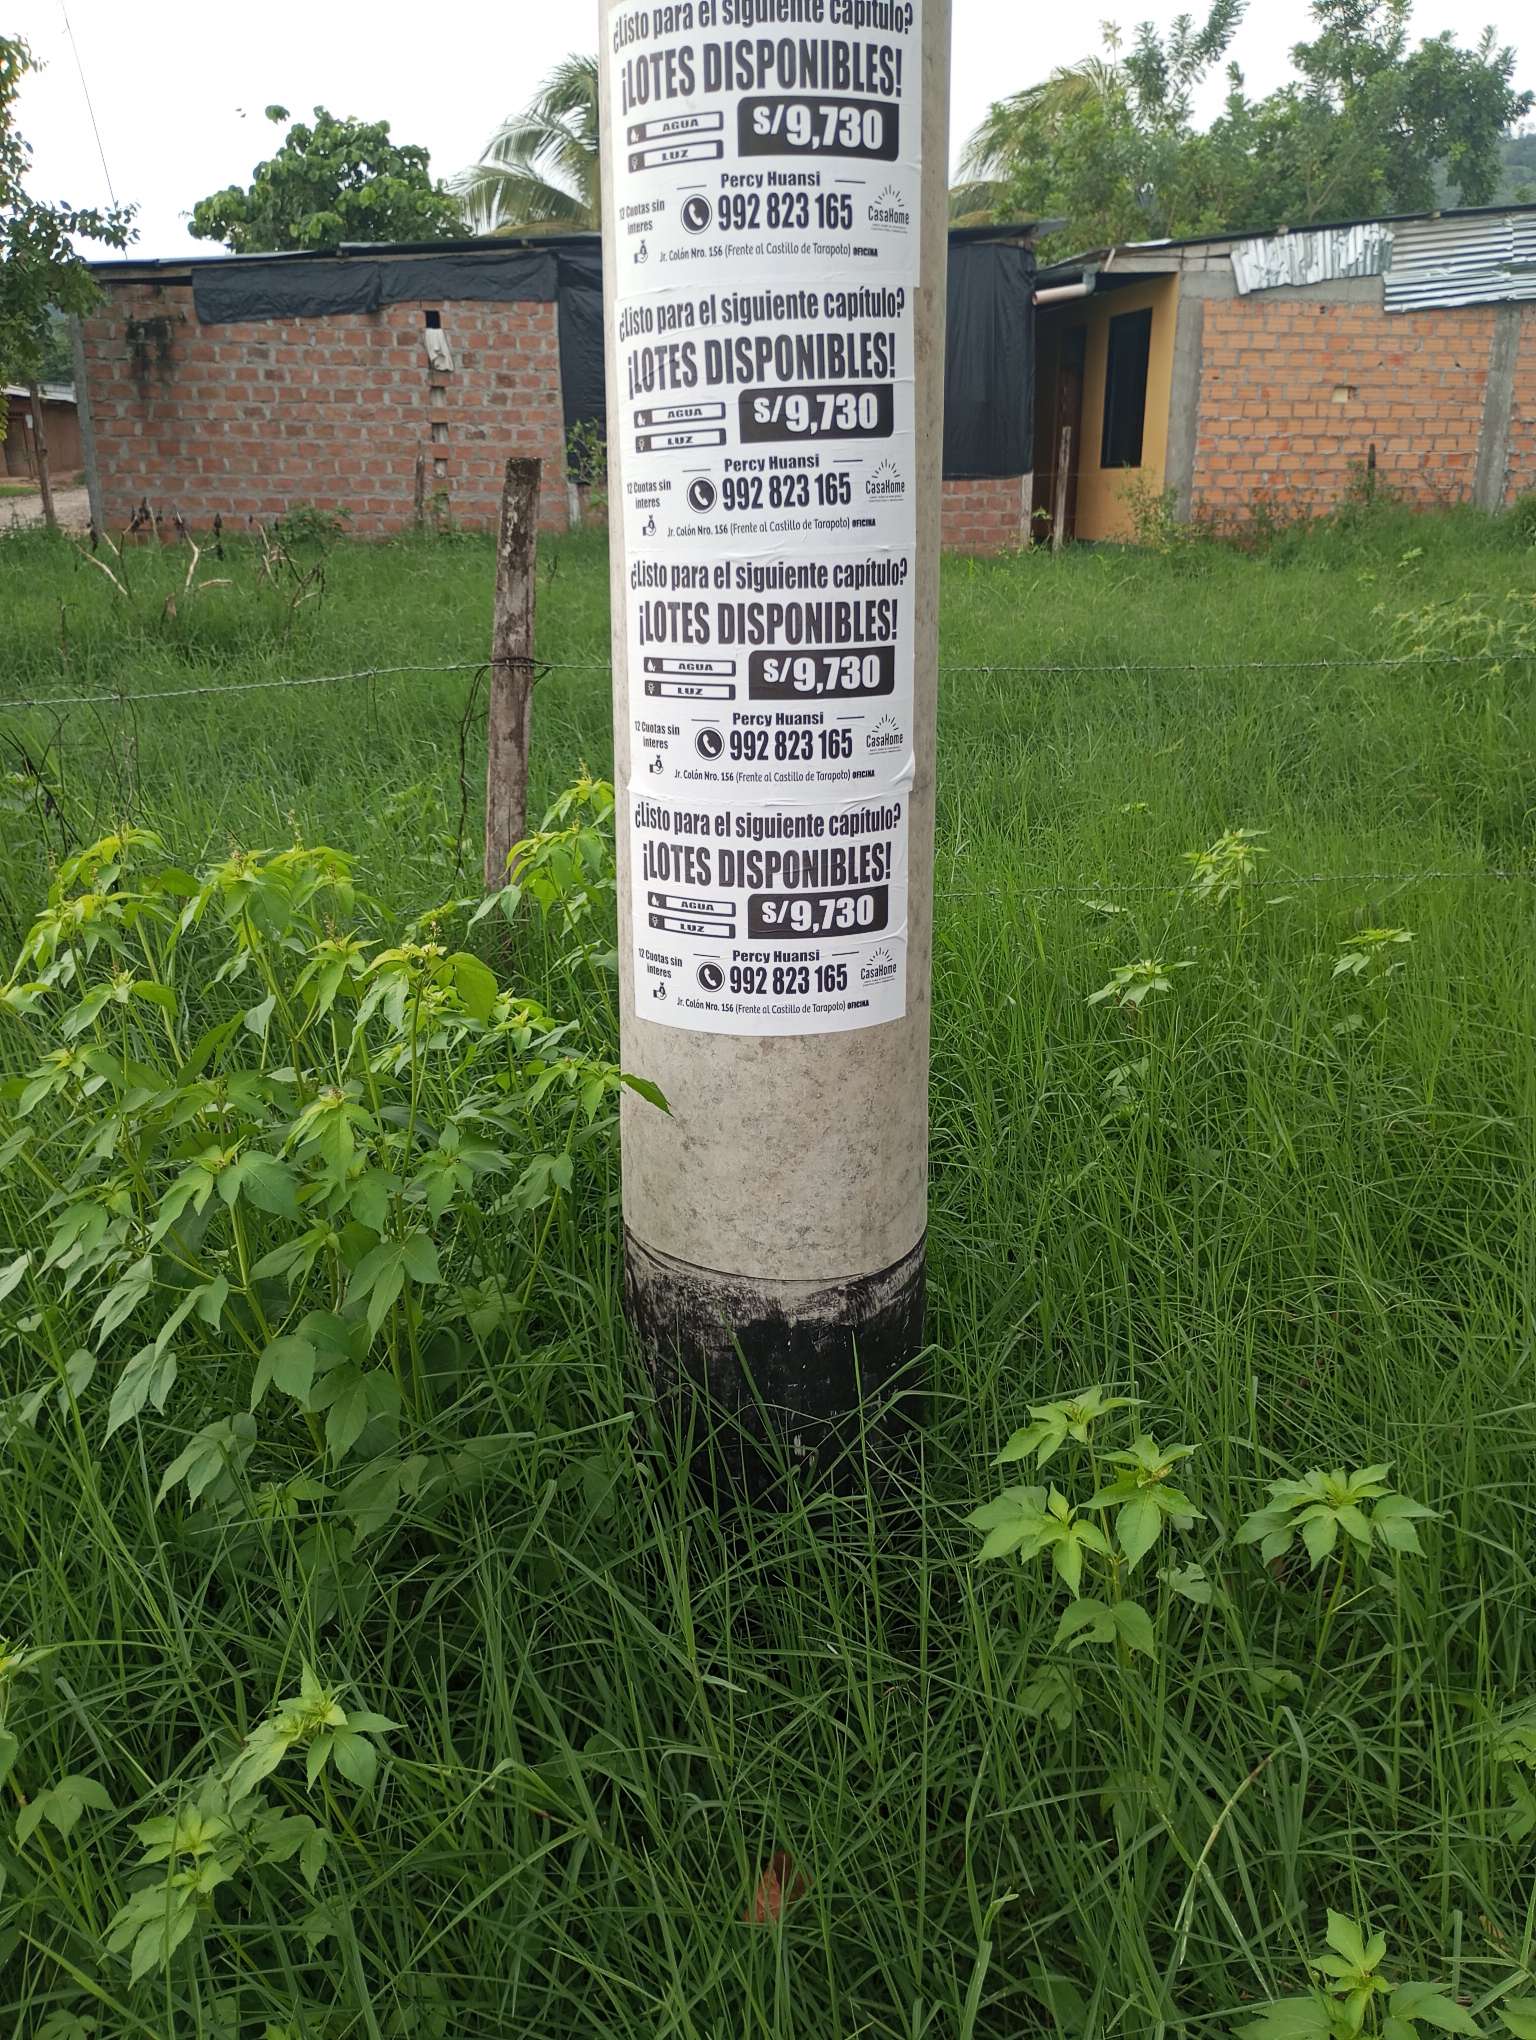 ¿Listo para el siguiente capítulo?
¡LOTES DISPONIBLES!
AGUA
LUZ
S/9,730
Percy Huansi
12 Cuotas sin
interes
992 823 165
CasaHome
Jr. Colón Nro. 156 (Frente al Castillo de Tarapoto) OFICINA
¿Listo para el siguiente capítulo?
¡LOTES DISPONIBLES!
AGUA
LUZ
S/9,730
Percy Huansi
12 Cuotas sin
interes
992 823 165
CasaHome
Jr. Colón Nro. 156 (Frente al Castillo de Tarapoto) OFICINA
¿Listo para el siguiente capítulo?
¡LOTES DISPONIBLES!
AGUA
LUZ
S/9,730
Percy Huansi
12 Cuotas sin
interes
992 823 165
CasaHome
Jr. Colón Nro. 156 (Frente al Castillo de Tarapoto) OFICINA
¿Listo para el siguiente capítulo?
¡LOTES DISPONIBLES!
AGUA
LUZ
S/9,730
Percy Huansi
12 Cuotas sin
interes
992 823 165
CasaHome
Jr. Colón Nro. 156 (Frente al Castillo de Tarapoto) OFICINA